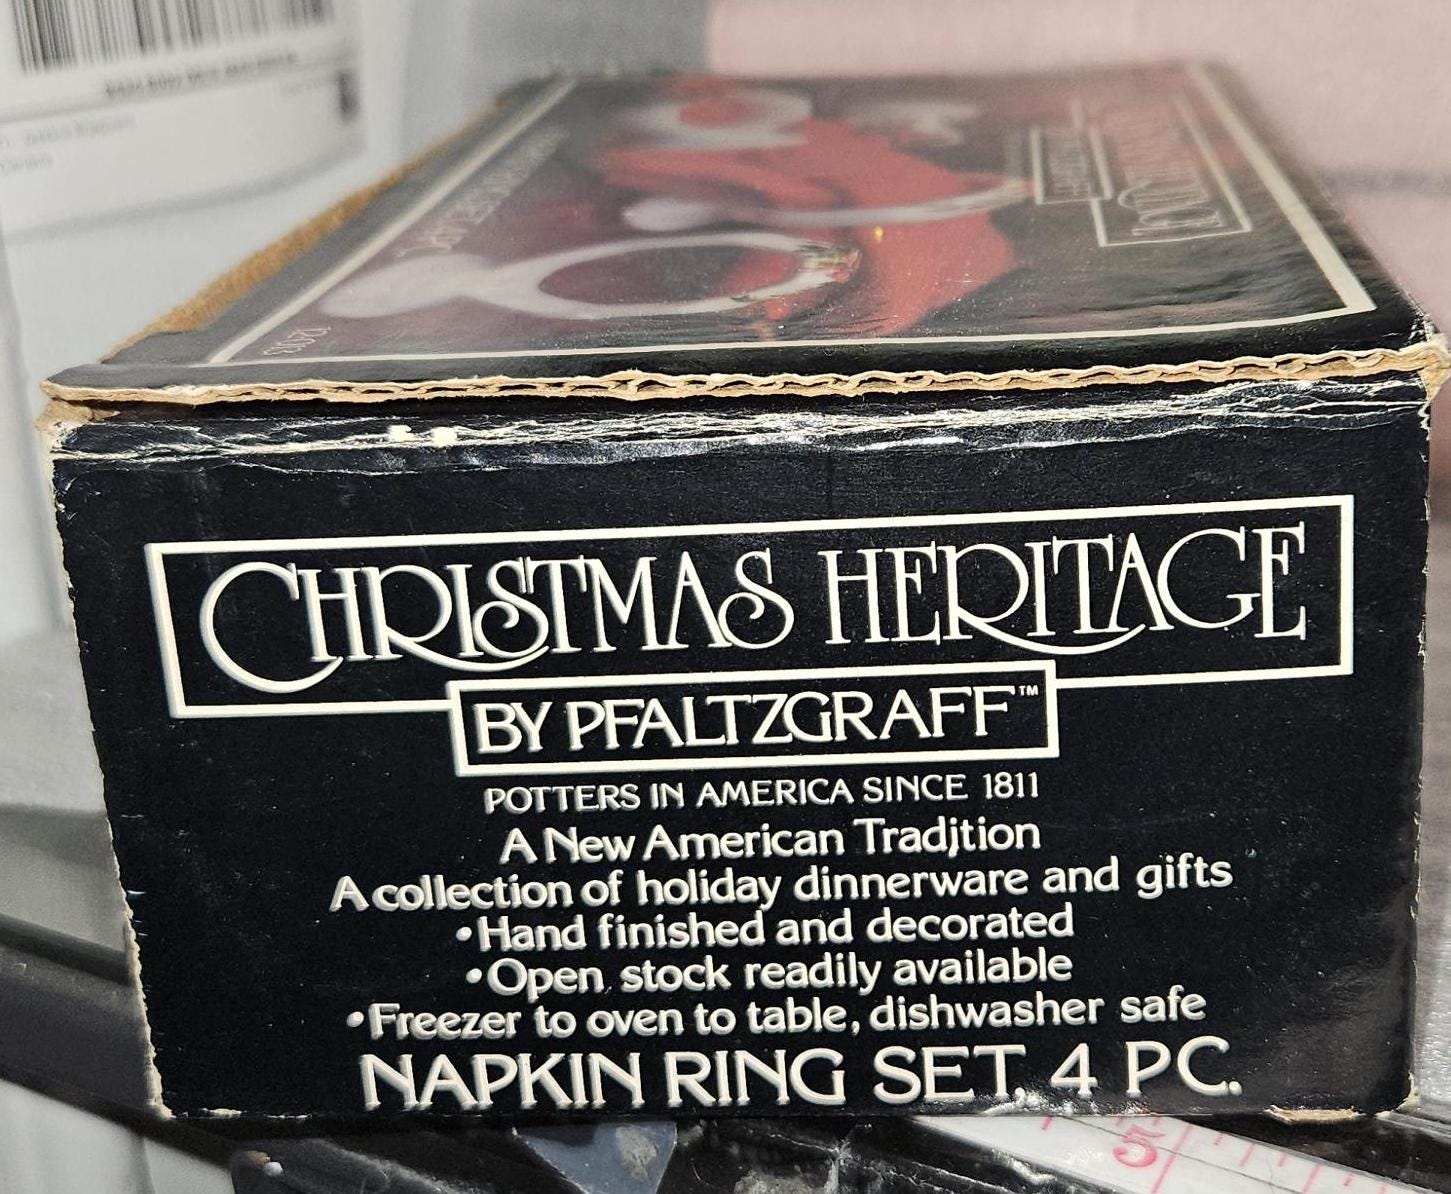 CHRISTMAS HERITAGE
BY PFALTZGRAFF™
POTTERS IN AMERICA SINCE 1811
A New American Tradition
A collection of holiday dinnerware and gifts
•Hand finished and decorated
•Open stock readily available
•Freezer to oven to table, dishwasher safe
NAPKIN RING SET, 4 PC.
5